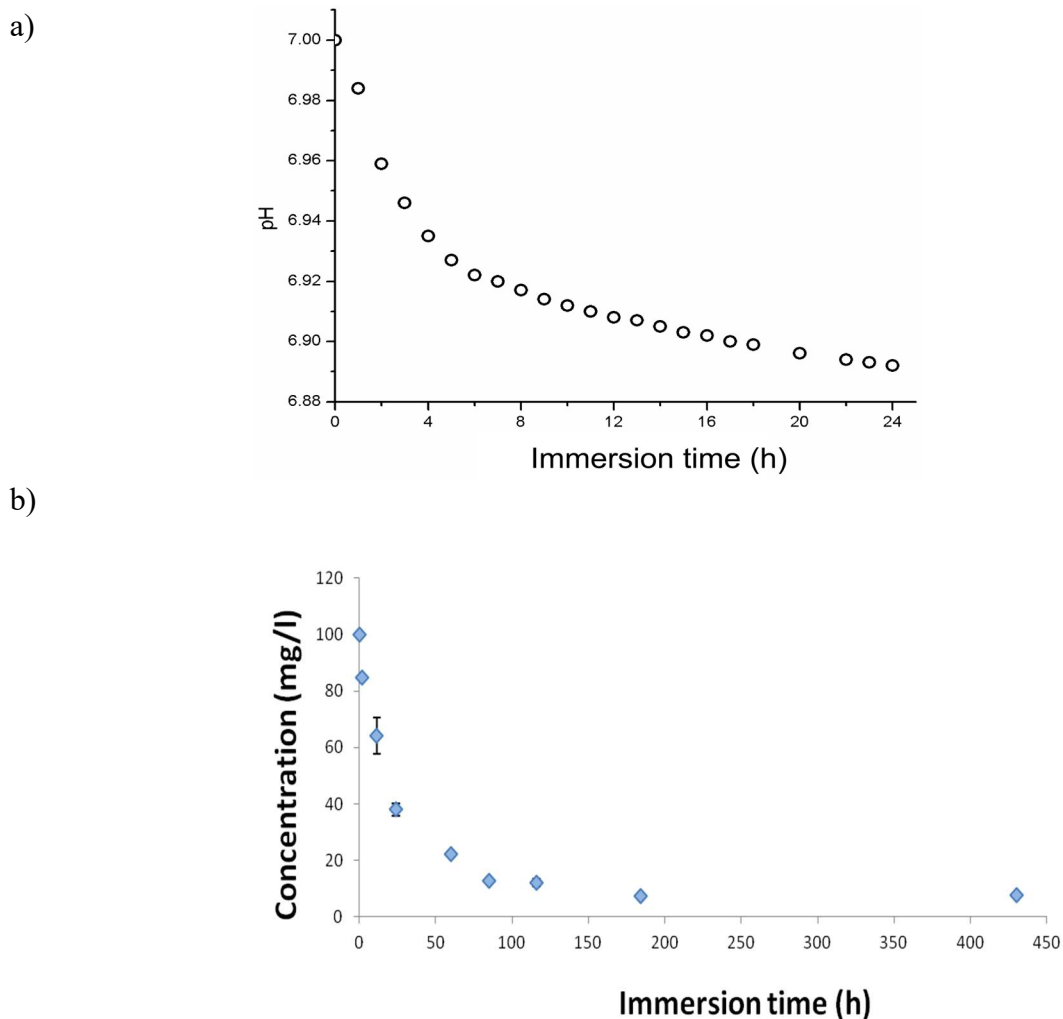 a)
7.00
6.98
6.96
6.94
6.92
6.90
6.88
pH
0 4 8 12 16 20 24
Immersion time (h)
b)
120
100
80
60
40
20
0
Concentration (mg/l)
0 50 100 150 200 250 300 350 400 450
Immersion time (h)